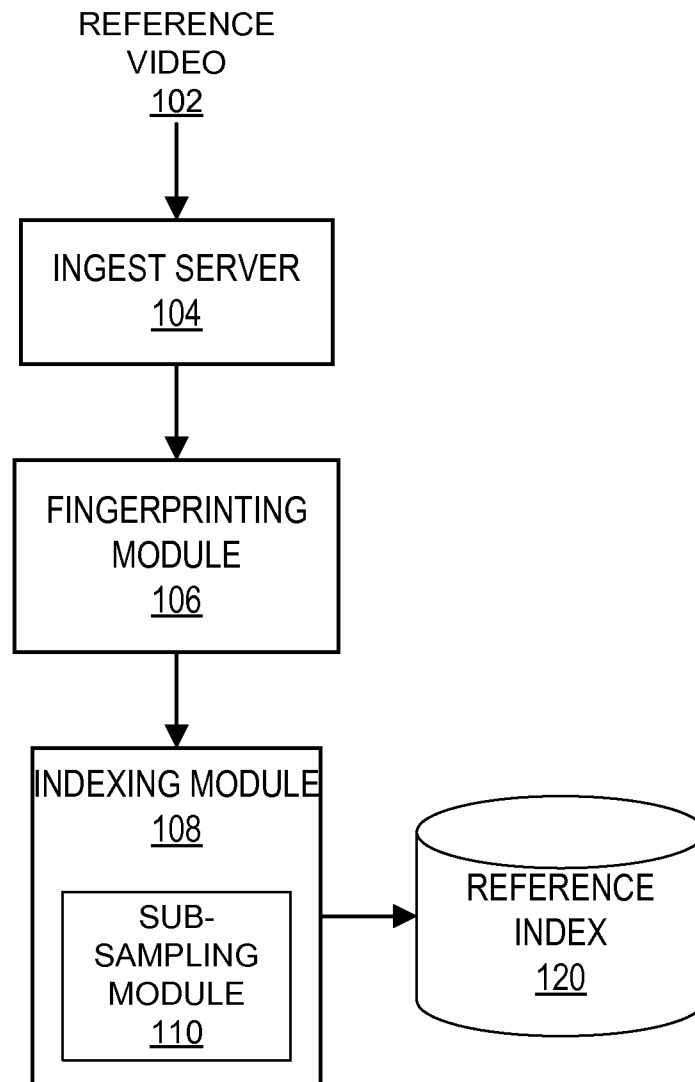 REFERENCE
VIDEO
102
INGEST SERVER
104
FINGERPRINTING
MODULE
106
INDEXING MODULE
108
SUB-
SAMPLING
MODULE
110
REFERENCE
INDEX
120